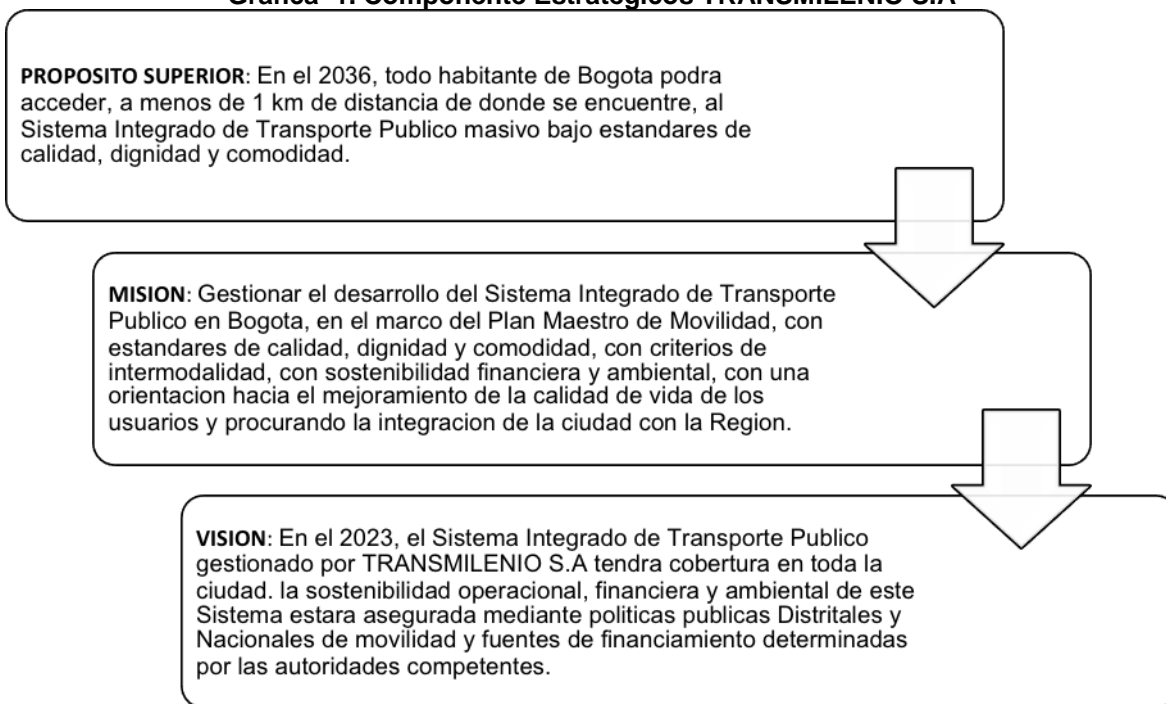 Gráfica 1. Componente Estratégicos TRANSMILENIO S.A
PROPOSITO SUPERIOR: En el 2036, todo habitante de Bogota podra
acceder, a menos de 1 km de distancia de donde se encuentre, al
Sistema Integrado de Transporte Publico masivo bajo estandares de
calidad, dignidad y comodidad.
MISION: Gestionar el desarrollo del Sistema Integrado de Transporte
Publico en Bogota, en el marco del Plan Maestro de Movilidad, con
estandares de calidad, dignidad y comodidad, con criterios de
intermodalidad, con sostenibilidad financiera y ambiental, con una
orientacion hacia el mejoramiento de la calidad de vida de los
usuarios y procurando la integracion de la ciudad con la Region.
VISION: En el 2023, el Sistema Integrado de Transporte Publico
gestionado por TRANSMILENIO S.A tendra cobertura en toda la
ciudad. la sostenibilidad operacional, financiera y ambiental de este
Sistema estara asegurada mediante politicas publicas Distritales y
Nacionales de movilidad y fuentes de financiamiento determinadas
por las autoridades competentes.